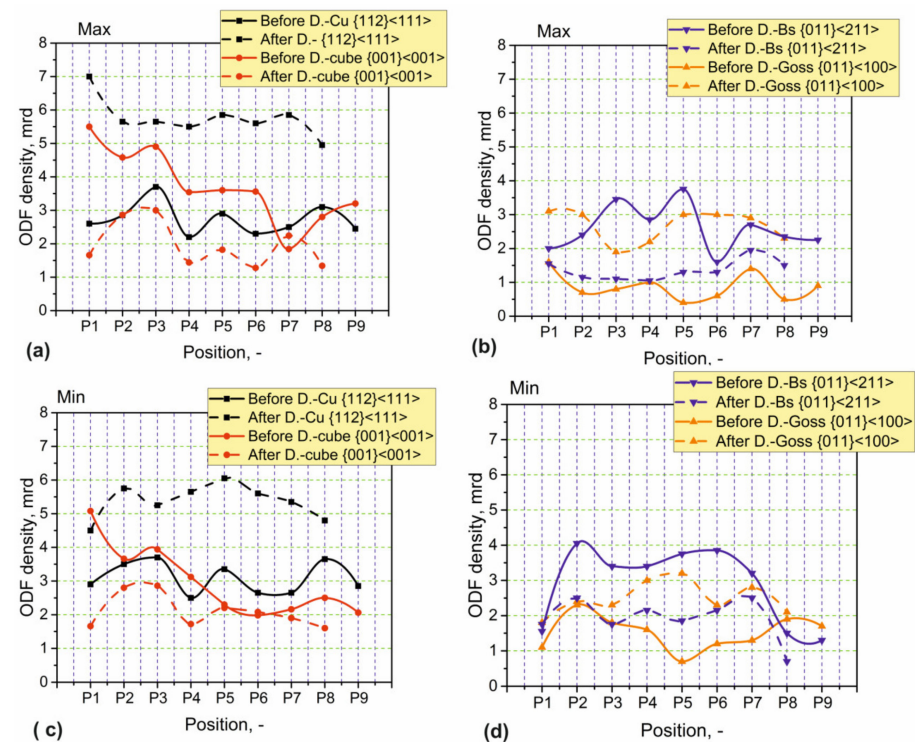 Max
Before D.-Cu {112}<111>
After D.- {112}<111>
Before D.-cube {001}<001>
After D.-cube {001}<001>
ODF density, mrd
8
7
6
5
4
3
2
1
0
P1 P2 P3 P4 P5 P6 P7 P8 P9
(a)
Position, -
Max
Before D.-Bs {011}<211>
After D.-Bs {011}<211>
Before D.-Goss {011}<100>
After D.-Goss {011}<100>
ODF density, mrd
8
7
6
5
4
3
2
1
0
P1 P2 P3 P4 P5 P6 P7 P8 P9
(b)
Position, -
Min
Before D.-Cu {112}<111>
After D.-Cu {112}<111>
Before D.-cube {001}<001>
After D.-cube {001}<001>
ODF density, mrd
8
7
6
5
4
3
2
1
0
P1 P2 P3 P4 P5 P6 P7 P8 P9
( c)
Position, -
Min
Before D.-Bs {011}<211>
After D.-Bs {011}<211>
Before D.-Goss {011}<100>
After D.-Goss {011}<100>
ODF density, mrd
8
7
6
5
4
3
2
1
0
P1 P2 P3 P4 P5 P6 P7 P8 P9
(d)
Position, -